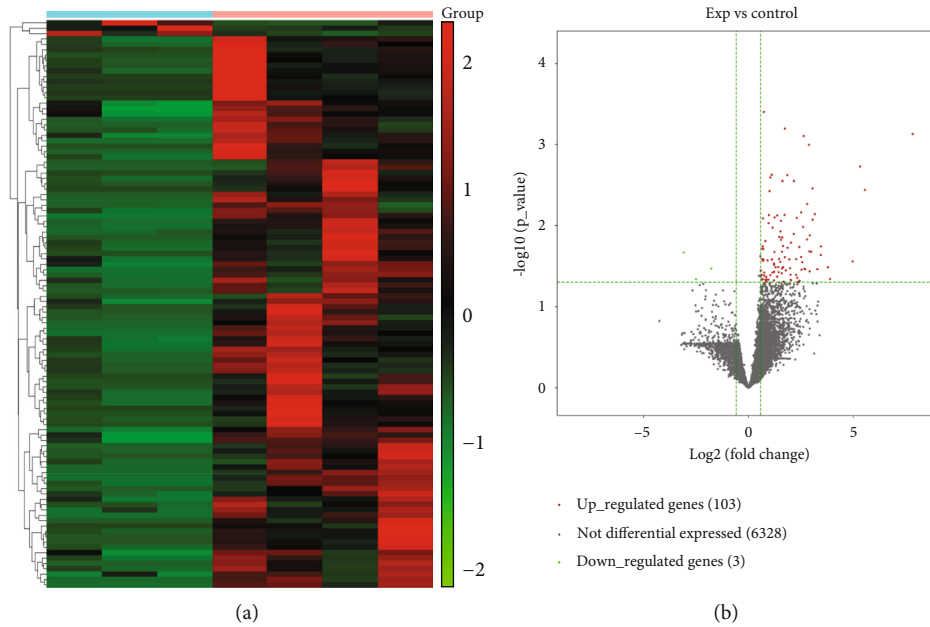 Group
2
1
0
−1
−2
(a)
Exp vs control
4
3
2
1
0
-log10 (p_value)
−5
0
5
Log2 (fold change)
Up_regulated genes (103)
Not differential expressed (6328)
Down_regulated genes (3)
(b)